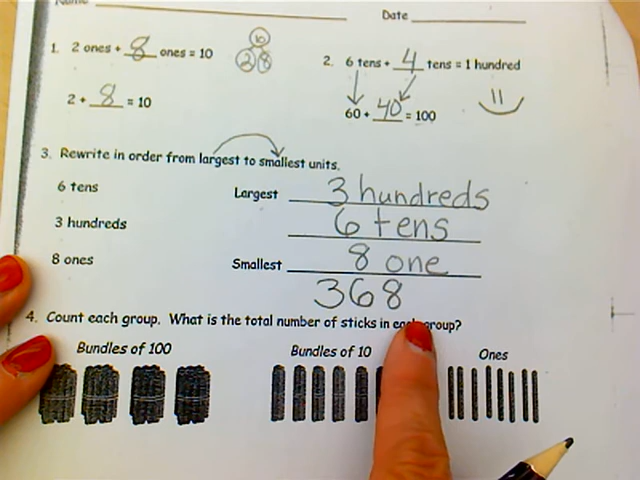 Date
1. 2 ones + 8 ones = 10
10
2 8
2 + 8 = 10
2. 6 tens + 4 tens = 1 hundred
60 + 40 = 100
3. Rewrite in order from largest to smallest units.
6 tens Largest 3 hundreds
3 hundreds 6 tens
8 ones Smallest 8 one
368
4. Count each group. What is the total number of sticks in each group?
Bundles of 100 Bundles of 10 Ones